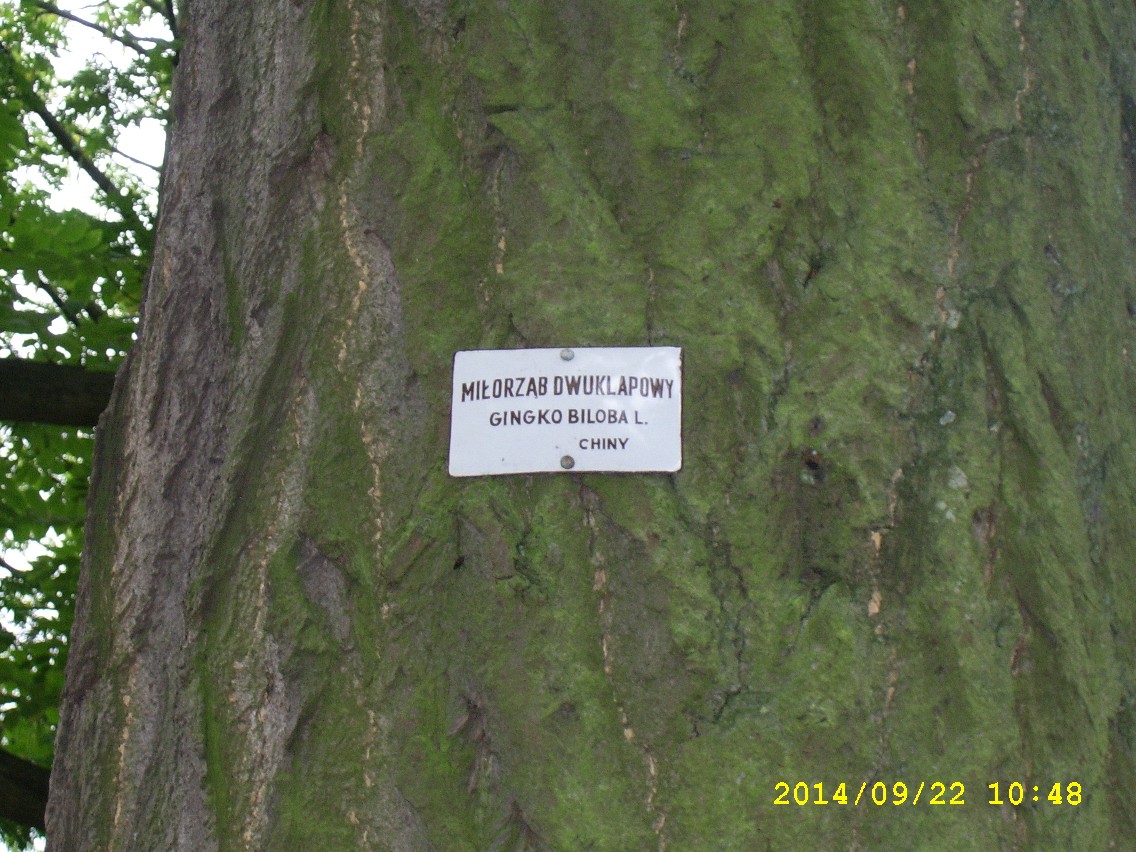 MIŁORZĄB DWUKLAPOWY
GINGKO BILOBA L.
CHINY
2014/09/22 10:48